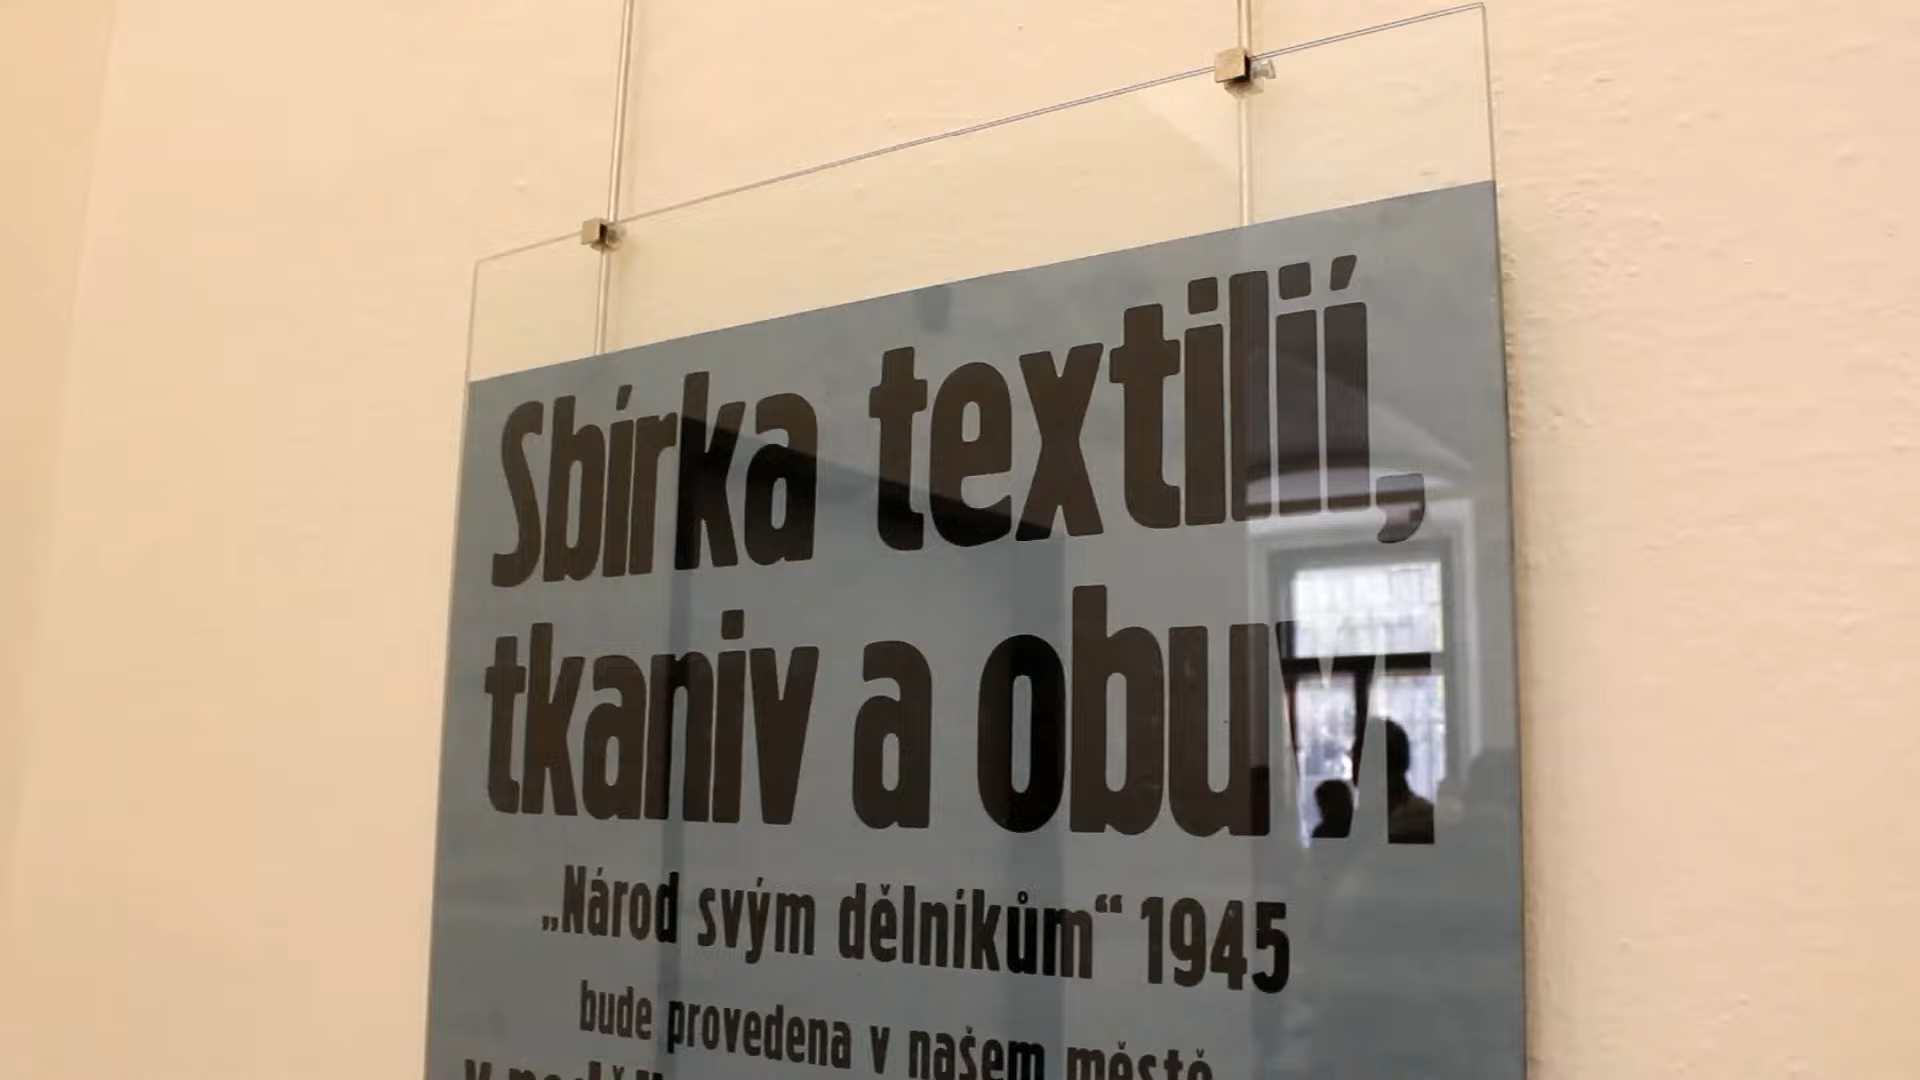 Sbírka textilií,
tkaniv a obuvi
„Národ svým dělníkům“ 1945
bude provedena v našem městě
v